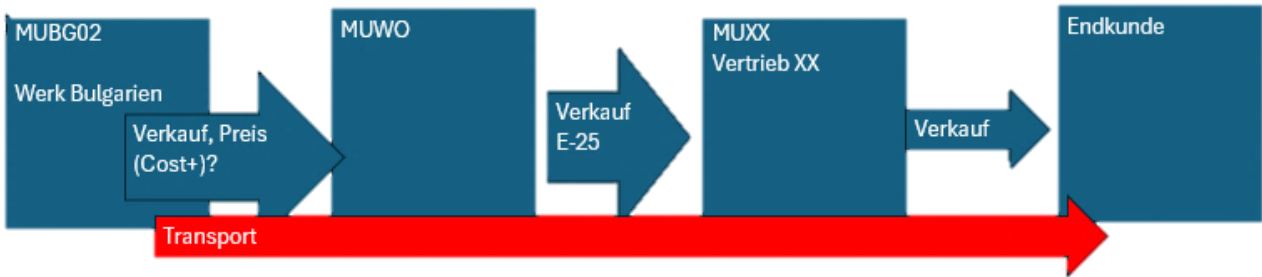 MUBG02
Werk Bulgarien
Verkauf, Preis
(Cost+)?
MUWO
Verkauf
E-25
MUXX
Vertrieb XX
Verkauf
Endkunde
Transport